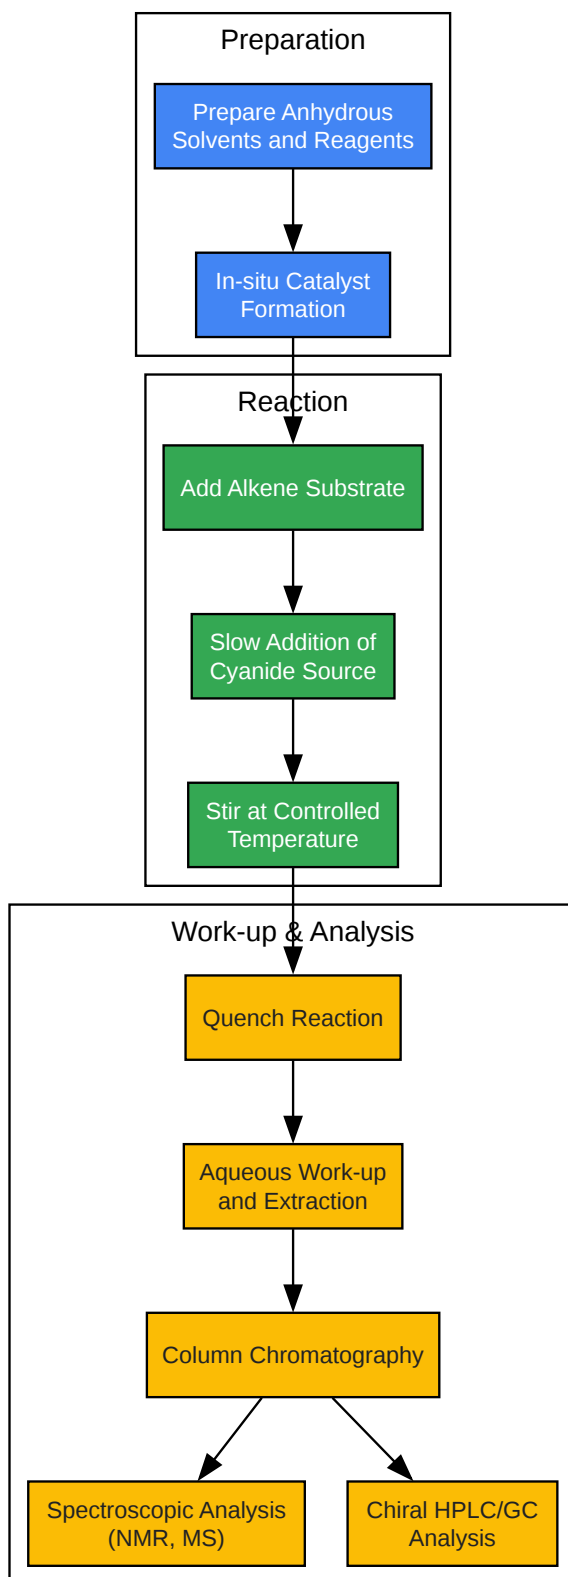 Preparation
Prepare Anhydrous
Solvents and Reagents
In-situ Catalyst
Formation
Reaction
Add Alkene Substrate
Slow Addition of
Cyanide Source
Stir at Controlled
Temperature
Work-up & Analysis
Quench Reaction
Aqueous Work-up
and Extraction
Column Chromatography
Spectroscopic Analysis
(NMR, MS)
Chiral HPLC/GC
Analysis